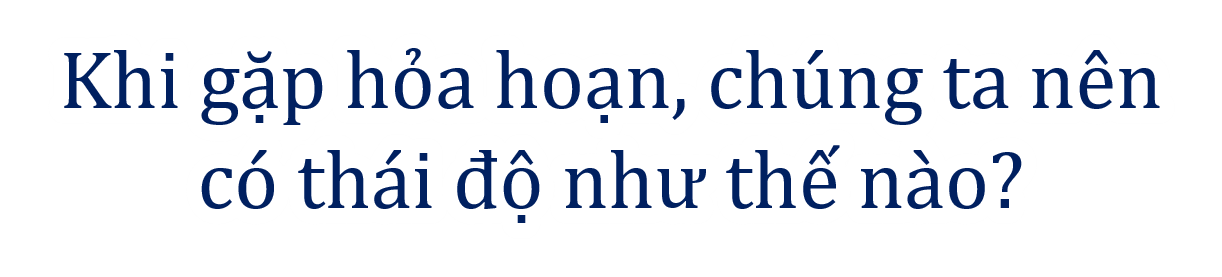 Khi gặp hỏa hoạn, chúng ta nên
có thái độ như thế nào?